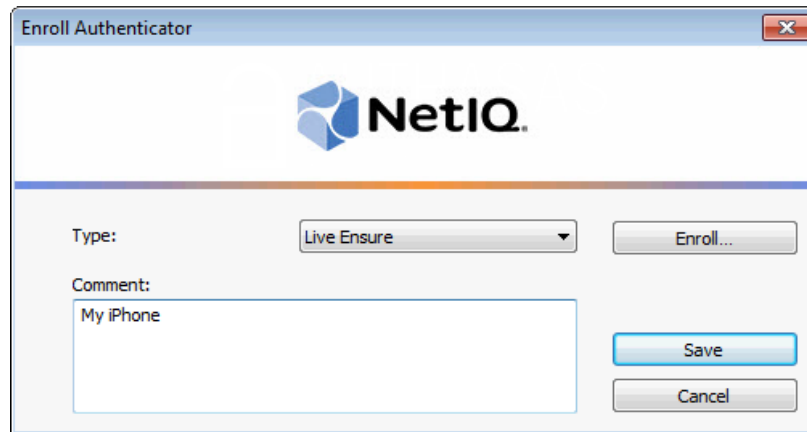 Enroll Authenticator
NetIQ.
Type:
Live Ensure
Enroll...
Comment:
My iPhone
Save
Cancel